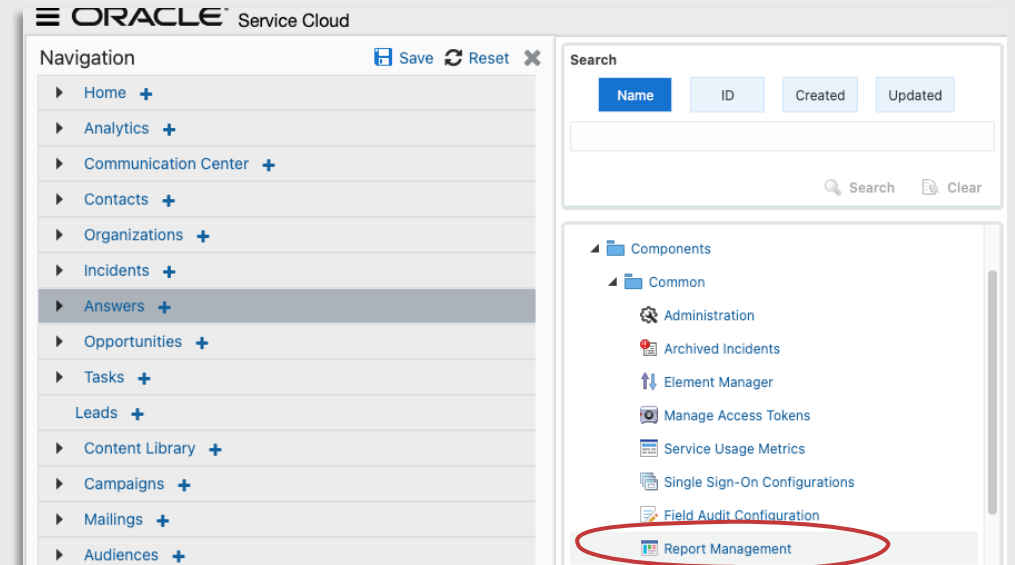 ORACLE Service Cloud
Navigation Save Reset
Home
Analytics
Communication Center
Contacts
Organizations
Incidents
Answers
Opportunities
Tasks
Leads
Content Library
Campaigns
Mailings
Audiences
Search
Name ID Created Updated
Search Clear
Components
Common
Administration
Archived Incidents
Element Manager
Manage Access Tokens
Service Usage Metrics
Single Sign-On Configurations
Field Audit Configuration
Report Management